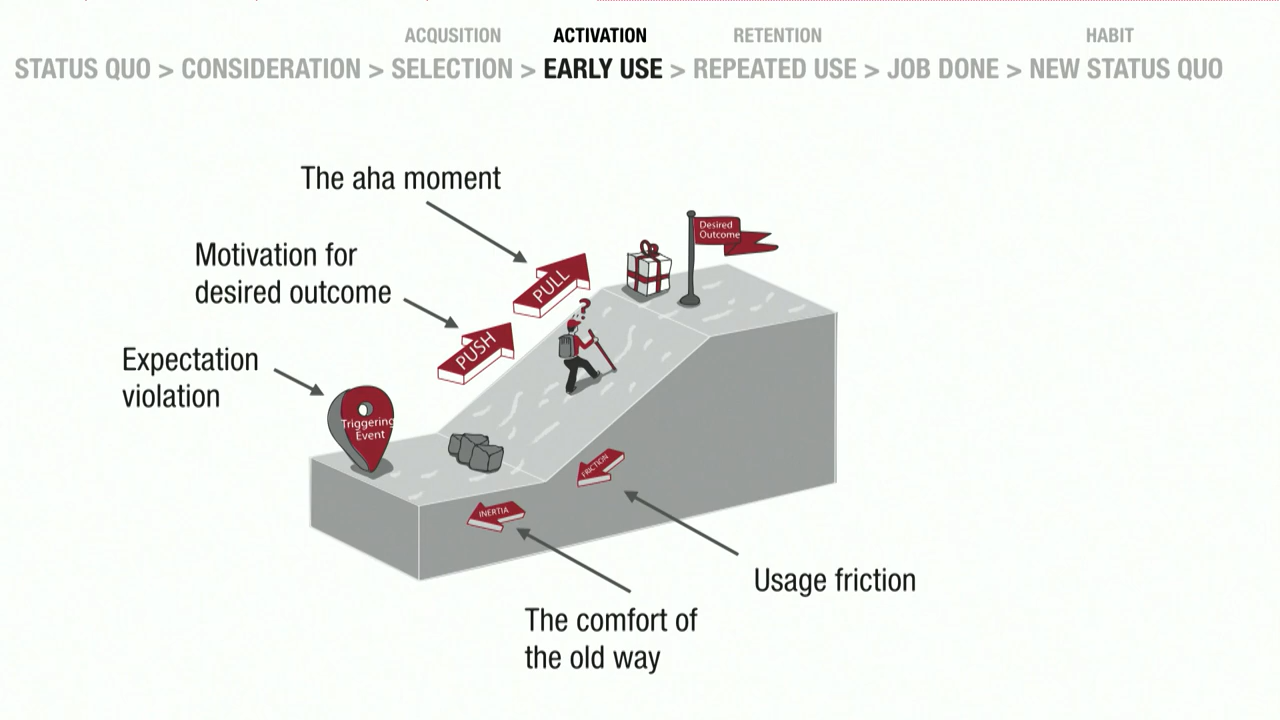 ACQUSITION ACTIVATION RETENTION HABIT
STATUS QUO > CONSIDERATION > SELECTION > EARLY USE > REPEATED USE > JOB DONE > NEW STATUS QUO
The aha moment
Desired
Outcome
Motivation for
desired outcome
PULL
?
PUSH
Expectation
violation
Triggering
Event
FRICTION
INERTIA
Usage friction
The comfort of
the old way